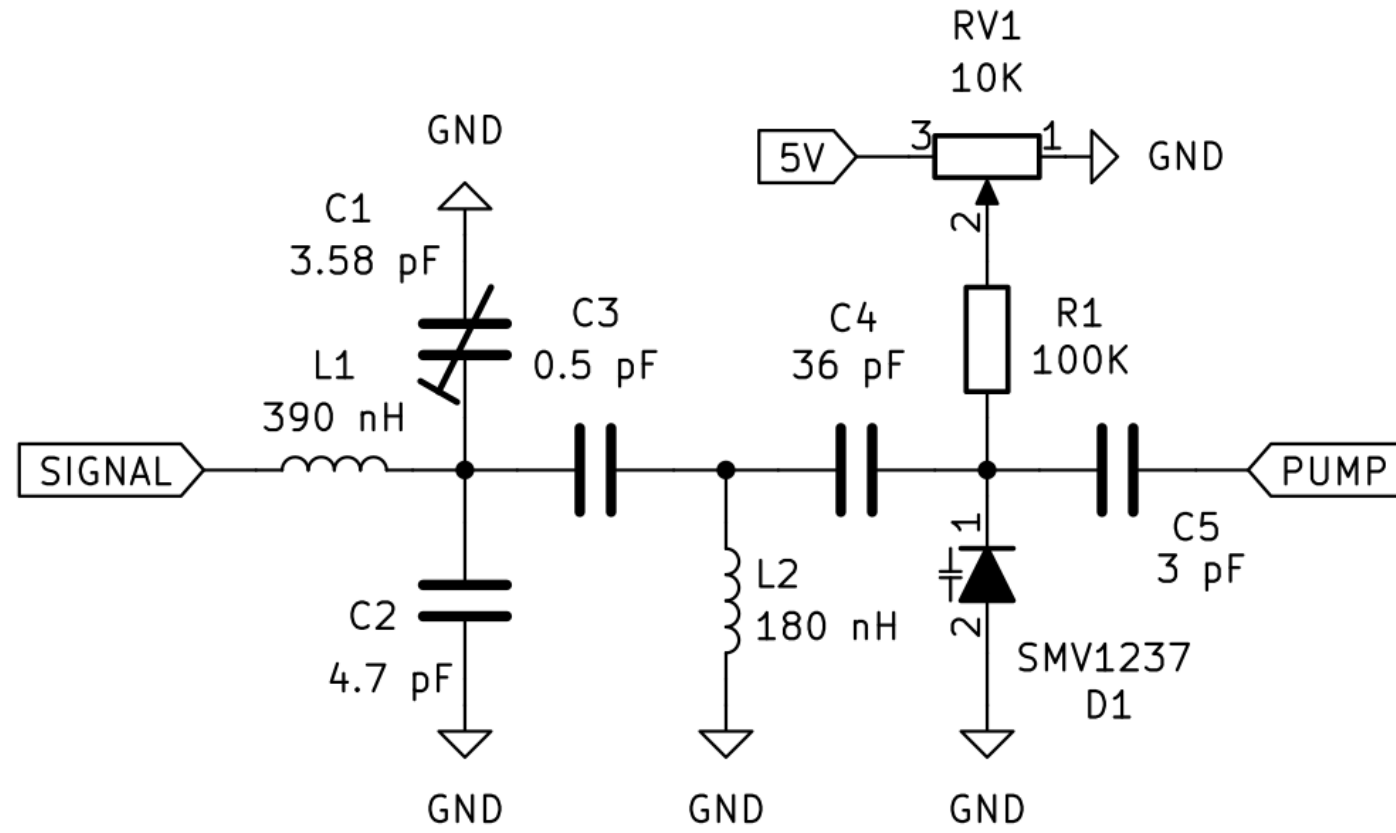 RV1
10K
GND
5V
3
1
GND
2
C1
3.58 pF
C3
0.5 pF
C4
36 pF
R1
100K
L1
390 nH
SIGNAL
PUMP
1
C5
3 pF
L2
180 nH
C2
4.7 pF
2
SMV1237
D1
GND
GND
GND